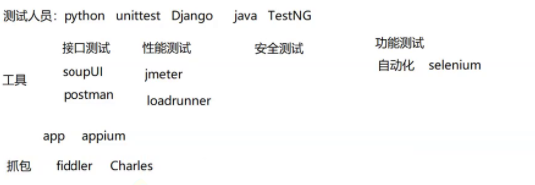 测试人员：python unittest Django java TestNG
接口测试 性能测试 安全测试 功能测试
工具 soupUI jmeter 自动化 selenium
postman loadrunner
app appium
抓包 fiddler Charles